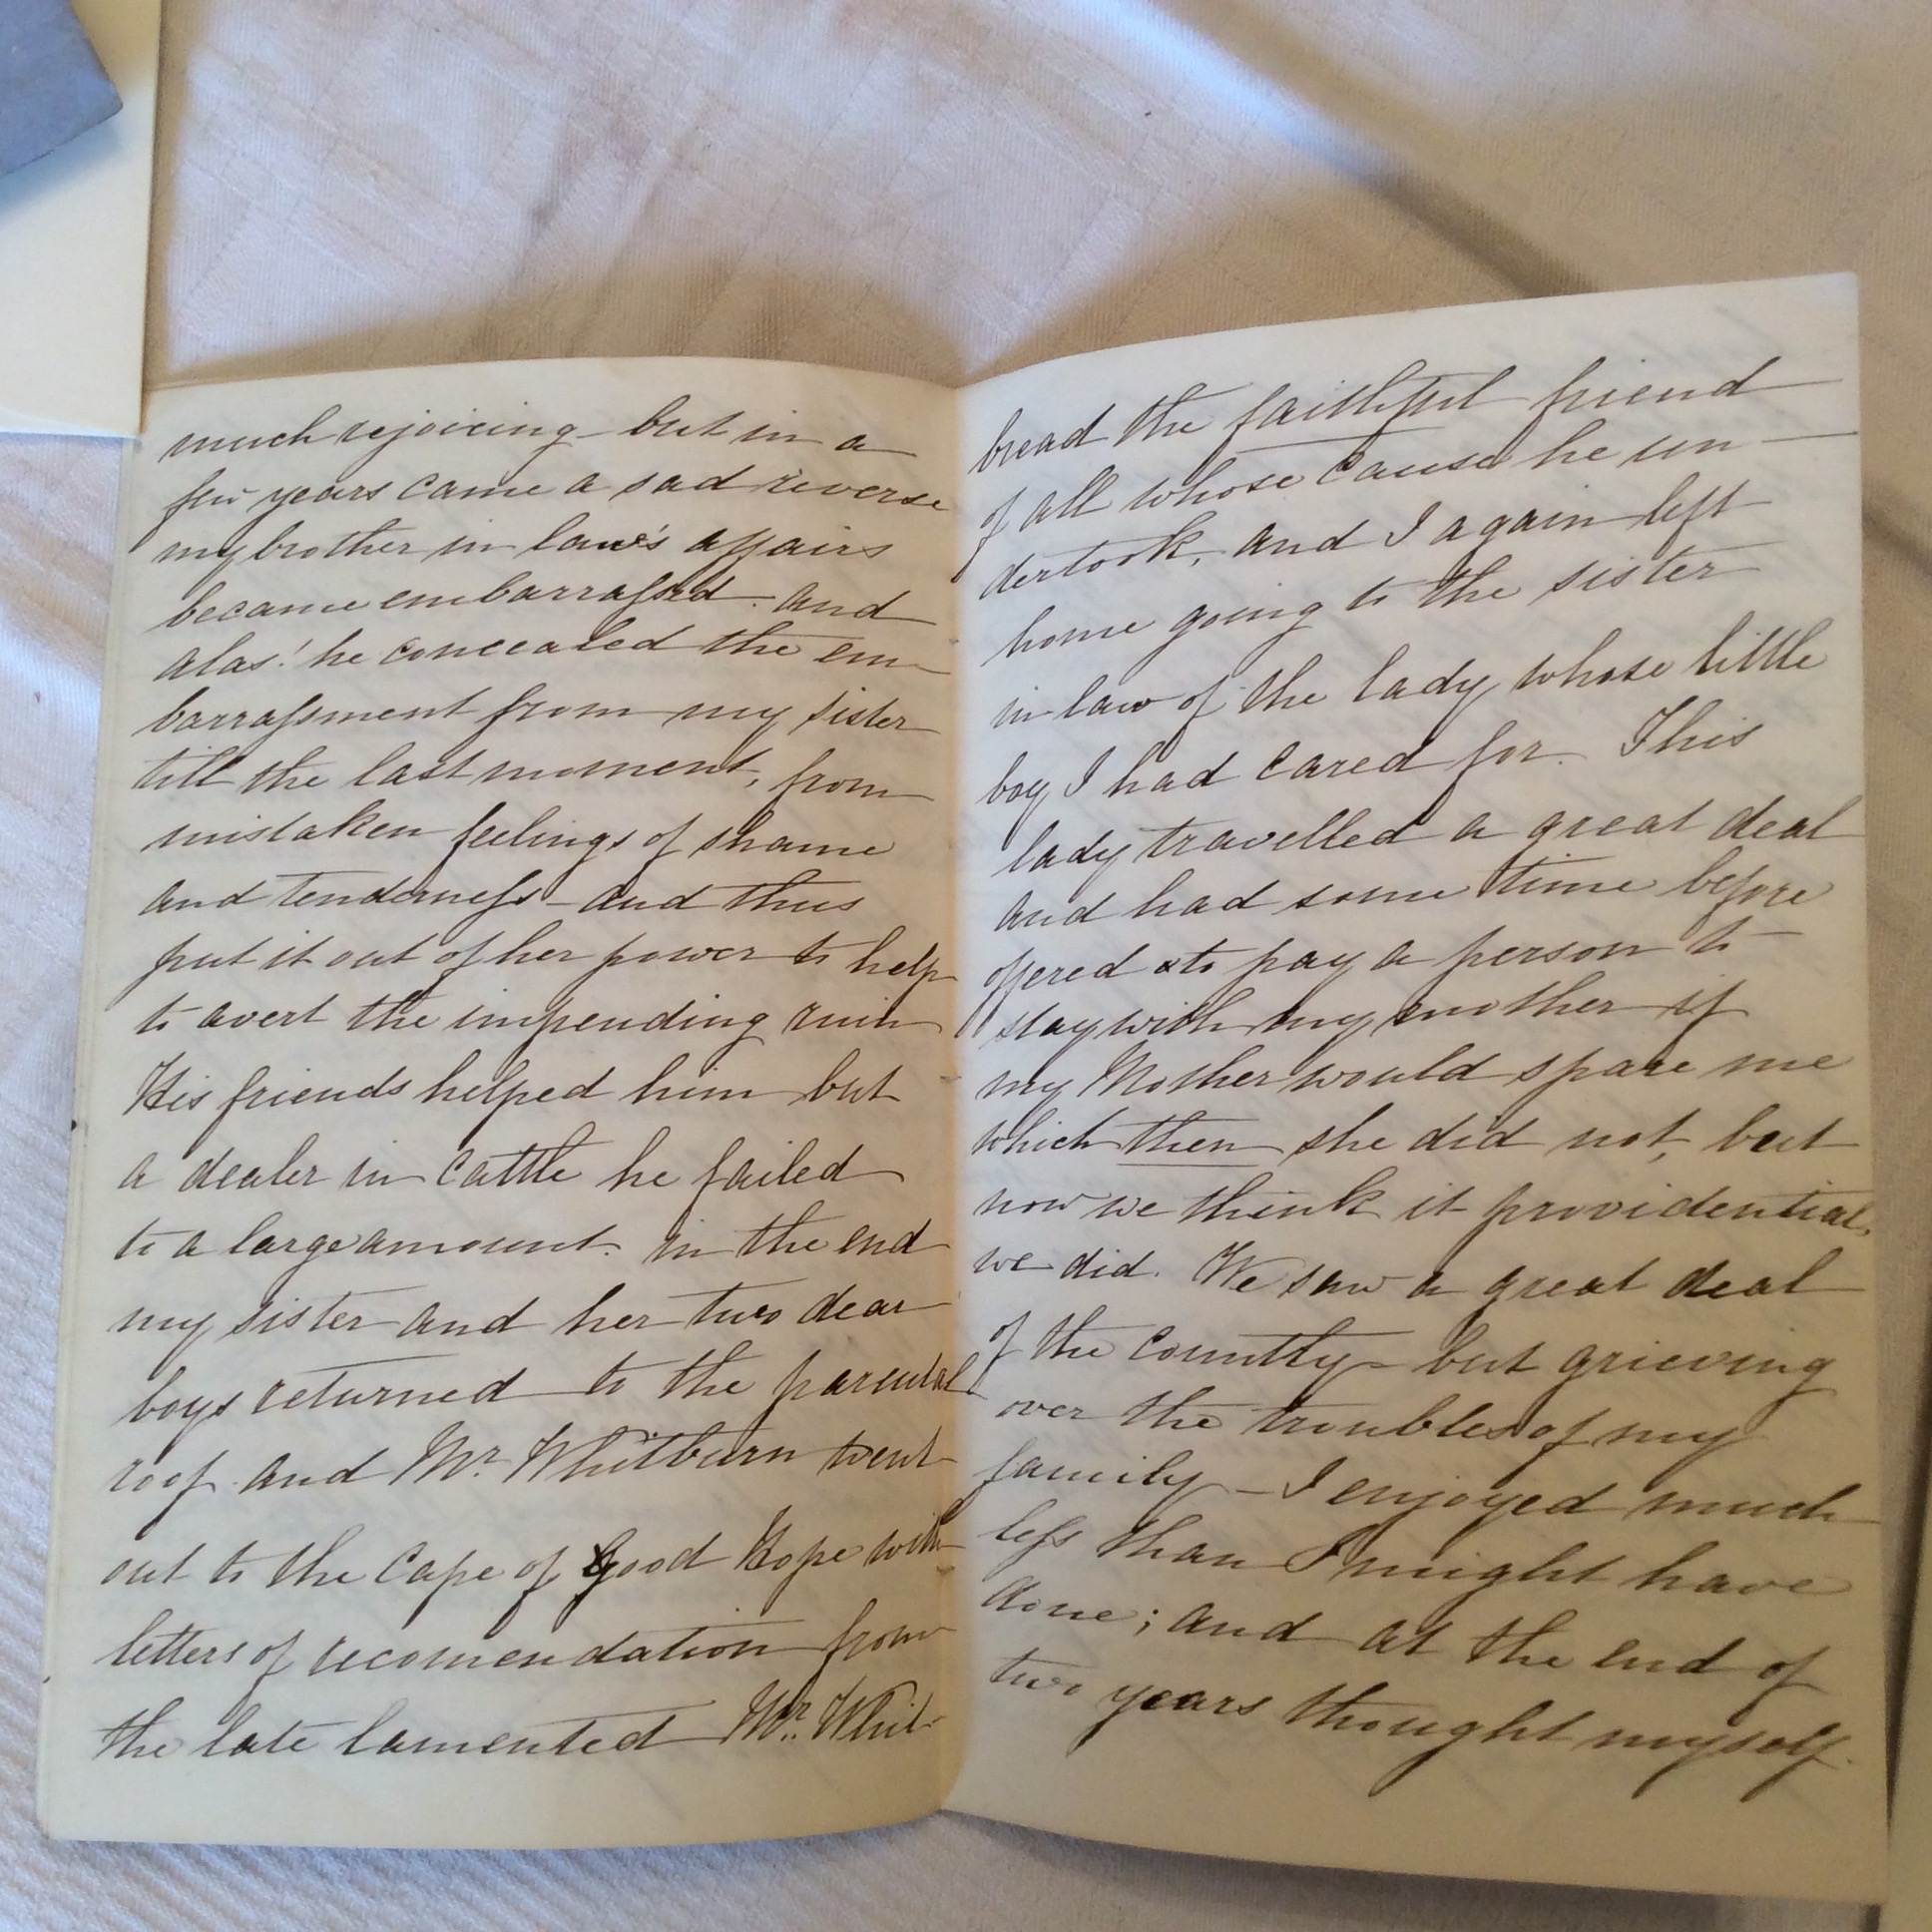 much rejoicing - but in a
few years came a sad reverse
my brother in law's affairs
became embarrassed - and
alas! he concealed the em-
barrassment from my sister
till the last moment, from
mistaken feelings of shame
and tenderness - and thus
put it out of her power to help
to avert the impending ruin
His friends helped him but
a dealer in cattle he failed
to a large amount. in the end
my sister and her two dear
boys returned to the parental
roof and Mr. Whitburn went
out to the Cape of good Hope with
letters of recomendation from
the late lamented Mr. Whit-
bread the faithful friend
of all whose cause he un-
dertook, and I again left
home going to the sister
in law of the lady whose little
boy I had cared for. This
lady travelled a great deal
and had some time before
offered to pay a person to
stay with my mother if
my Mother would spare me
which then she did not, but
now we think it providential
we did. We saw a great deal
of the country - but grieving
over the troubles of my
family - I enjoyed much
less than I might have
done; and at the end of
two years thought myself